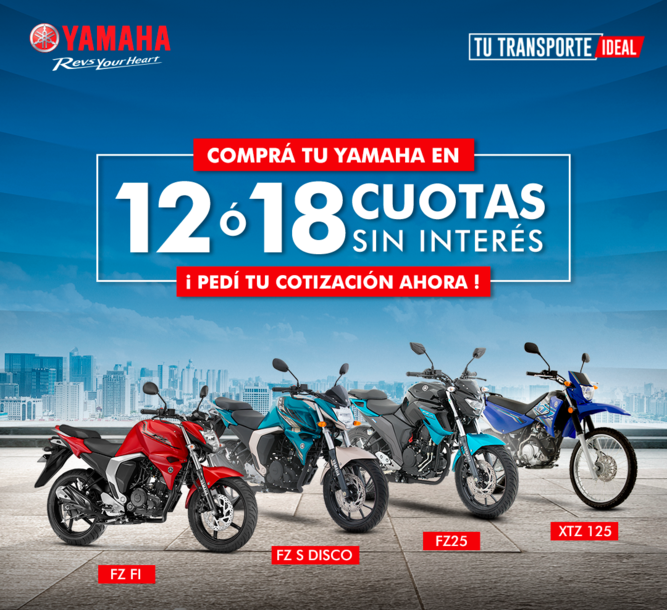 YAMAHA
Revs Your Heart
TU TRANSPORTE IDEAL
COMPRÁ TU YAMAHA EN
12 ó 18 CUOTAS
SIN INTERÉS
¡ PEDÍ TU COTIZACIÓN AHORA !
FZ FI
FZ S DISCO
FZ25
XTZ 125